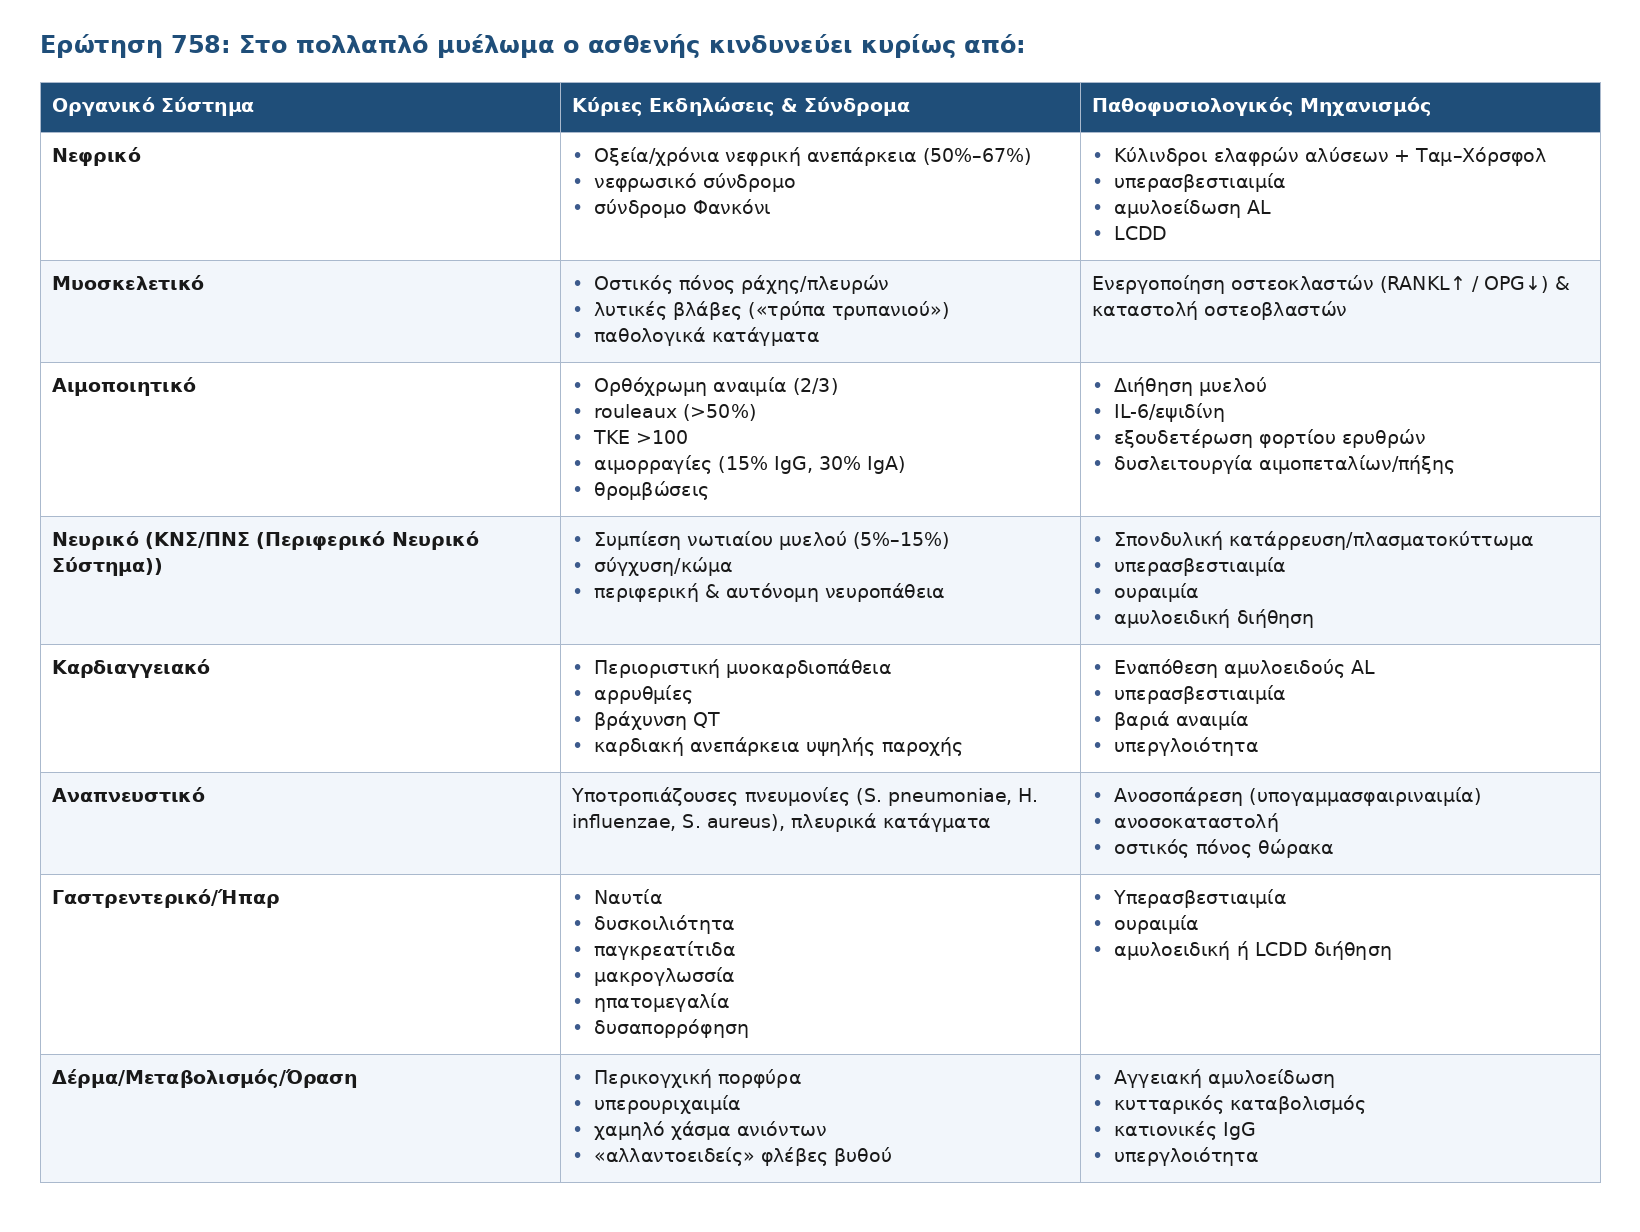 Ερώτηση 758: Στο πολλαπλό μυέλωμα ο ασθενής κινδυνεύει κυρίως από:
Οργανικό Σύστημα
Κύριες Εκδηλώσεις & Σύνδρομα
Παθοφυσιολογικός Μηχανισμός
Νεφρικό
• Οξεία/χρόνια νεφρική ανεπάρκεια (50%–67%)
• νεφρωσικό σύνδρομο
• σύνδρομο Φανκόνι
• Κύλινδροι ελαφρών αλύσεων + Ταμ–Χόρσφολ
• υπερασβεστιαιμία
• αμυλοείδωση AL
• LCDD
Μυοσκελετικό
• Οστικός πόνος ράχης/πλευρών
• λυτικές βλάβες («τρύπα τρυπανιού»)
• παθολογικά κατάγματα
Ενεργοποίηση οστεοκλαστών (RANKL↑ / OPG↓) &
καταστολή οστεοβλαστών
Αιμοποιητικό
• Ορθόχρωμη αναιμία (2/3)
• rouleaux (>50%)
• ΤΚΕ >100
• αιμορραγίες (15% IgG, 30% IgA)
• θρομβώσεις
• Διήθηση μυελού
• IL-6/εψιδίνη
• εξουδετέρωση φορτίου ερυθρών
• δυσλειτουργία αιμοπεταλίων/πήξης
Νευρικό (ΚΝΣ/ΠΝΣ (Περιφερικό Νευρικό
Σύστημα))
• Συμπίεση νωτιαίου μυελού (5%–15%)
• σύγχυση/κώμα
• περιφερική & αυτόνομη νευροπάθεια
• Σπονδυλική κατάρρευση/πλασματοκύττωμα
• υπερασβεστιαιμία
• ουραιμία
• αμυλοειδική διήθηση
Καρδιαγγειακό
• Περιοριστική μυοκαρδιοπάθεια
• αρρυθμίες
• βράχυνση QT
• καρδιακή ανεπάρκεια υψηλής παροχής
• Εναπόθεση αμυλοειδούς AL
• υπερασβεστιαιμία
• βαριά αναιμία
• υπεργλοιότητα
Αναπνευστικό
Υποτροπιάζουσες πνευμονίες (S. pneumoniae, H.
influenzae, S. aureus), πλευρικά κατάγματα
• Ανοσοπάρεση (υπογαμμασφαιριναιμία)
• ανοσοκαταστολή
• οστικός πόνος θώρακα
Γαστρεντερικό/Ήπαρ
• Ναυτία
• δυσκοιλιότητα
• παγκρεατίτιδα
• μακρογλωσσία
• ηπατομεγαλία
• δυσαπορρόφηση
• Υπερασβεστιαιμία
• ουραιμία
• αμυλοειδική ή LCDD διήθηση
Δέρμα/Μεταβολισμός/Όραση
• Περικογχική πορφύρα
• υπερουριχαιμία
• χαμηλό χάσμα ανιόντων
• «αλλαντοειδείς» φλέβες βυθού
• Αγγειακή αμυλοείδωση
• κυτταρικός καταβολισμός
• κατιονικές IgG
• υπεργλοιότητα